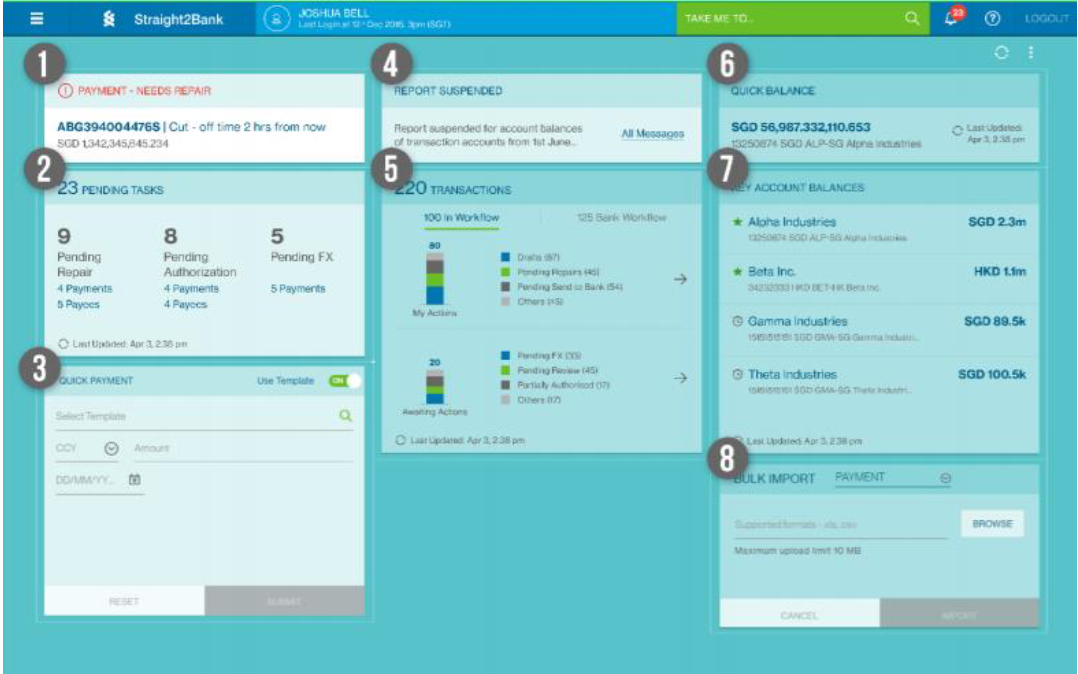 Straight2Bank
JOSHUA BELL
Last Login at 12 Dec 2016, 3pm (SGT)
TAKE ME TO...
23
LOGOUT
1
PAYMENT - NEEDS REPAIR
ABG394004476S | Cut - off time 2 hrs from now
SGD 1,342,345,845.234
2
23 PENDING TASKS
9
Pending
Repair
4 Payments
5 Payees
8
Pending
Authorization
4 Payments
4 Payees
5
Pending FX
5 Payments
Last Updated: Apr 3, 2:38 pm
3
QUICK PAYMENT
Use Template
ON
Select Template
CCY
Amount
DD/MM/YY...
RESET
SUBMIT
4
REPORT SUSPENDED
Report suspended for account balances
of transaction accounts from 1st June...
All Messages
5
220 TRANSACTIONS
100 In Workflow
125 Bank Workflow
80
My Actions
Drafts (67)
Pending Repairs (45)
Pending Send to Bank (54)
Others (45)
20
Awaiting Actions
Pending FX (33)
Pending Review (45)
Partially Authorised (17)
Others (17)
Last Updated: Apr 3, 2:38 pm
6
QUICK BALANCE
SGD 56,987.332,110.653
13250874 SGD ALP-SG Alpha Industries
Last Updated:
Apr 3, 2:38 pm
7
KEY ACCOUNT BALANCES
Alpha Industries
SGD 2.3m
13250874 SGD ALP-SG Alpha Industries
Beta Inc.
HKD 1.1m
HKD BET-HK Beta Inc.
Gamma Industries
SGD 89.5k
SGD GMA-SG Gamma Industri...
Theta Industries
SGD 100.5k
SGD GMA-SG Theta Industri...
Last Updated: Apr 3, 2:38 pm
8
BULK IMPORT
PAYMENT
Supported formats - xls, csv
BROWSE
Maximum upload limit 10 MB
CANCEL
IMPORT